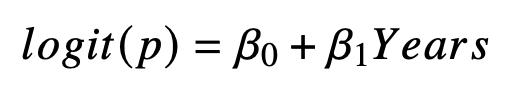 logit(p) = β₀ + β₁Years